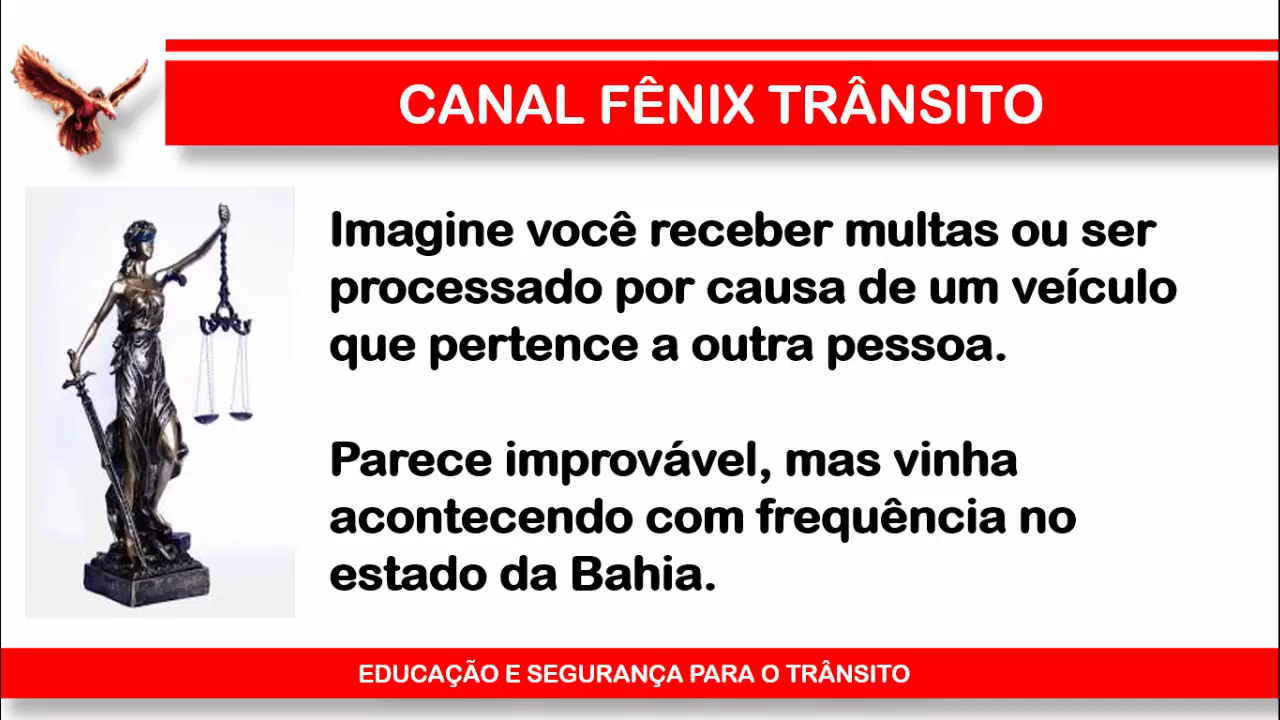 CANAL FÊNIX TRÂNSITO
Imagine você receber multas ou ser
processado por causa de um veículo
que pertence a outra pessoa.
Parece improvável, mas vinha
acontecendo com frequência no
estado da Bahia.
EDUCAÇÃO E SEGURANÇA PARA O TRÂNSITO